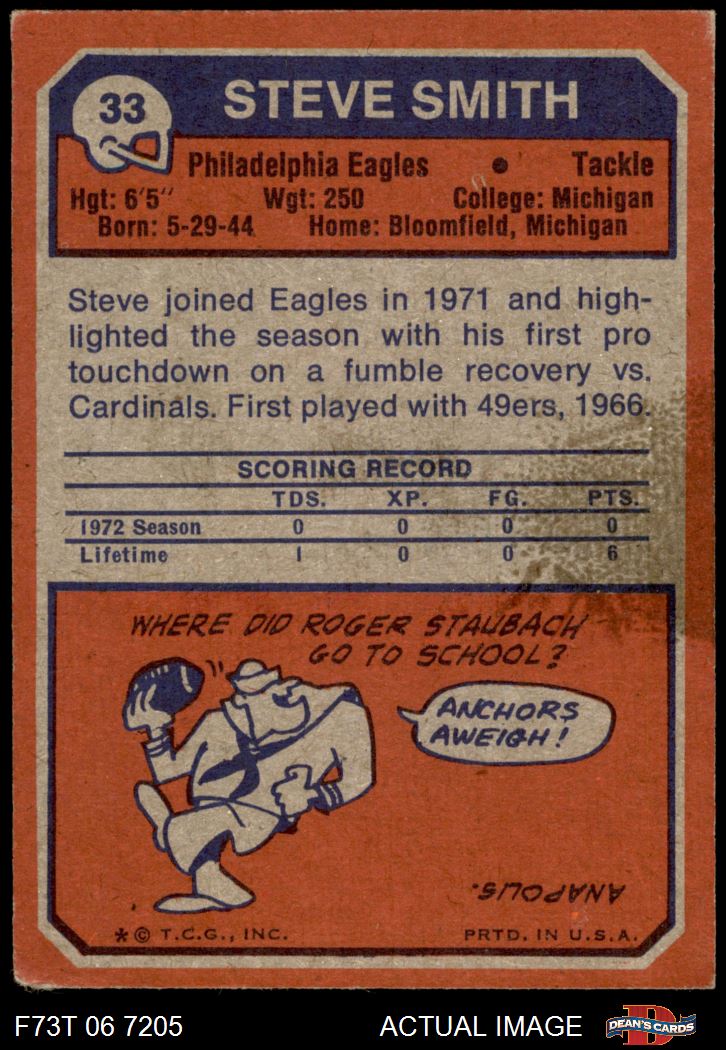 33
STEVE SMITH
Philadelphia Eagles • Tackle
Hgt: 6'5" Wgt: 250 College: Michigan
Born: 5-29-44 Home: Bloomfield, Michigan
Steve joined Eagles in 1971 and high-
lighted the season with his first pro
touchdown on a fumble recovery vs.
Cardinals. First played with 49ers, 1966.
SCORING RECORD
TDS. XP. FG. PTS.
1972 Season 0 0 0 0
Lifetime 1 0 0 6
WHERE DID ROGER STAUBACH
GO TO SCHOOL?
ANCHORS
AWEIGH!
ANAPOLIS.
* © T.C.G., INC. PRTD. IN U.S.A.
F73T 06 7205 ACTUAL IMAGE
D
DEAN'S CARDS